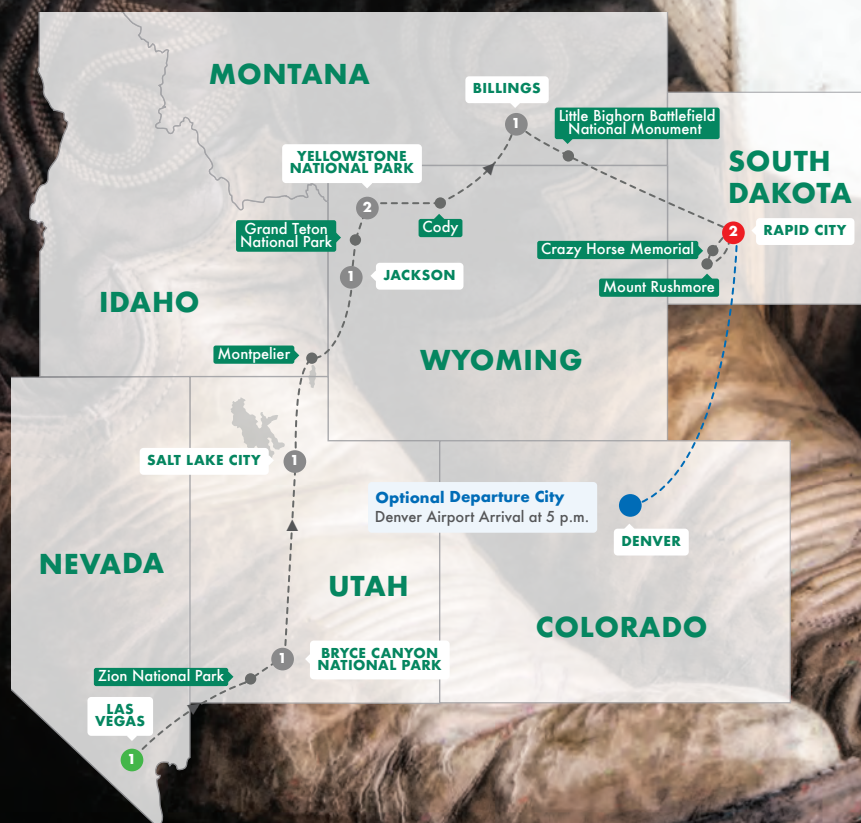 MONTANA
BILLINGS
1
Little Bighorn Battlefield
National Monument
YELLOWSTONE
NATIONAL PARK
SOUTH
DAKOTA
2
Cody
Grand Teton
National Park
2
RAPID CITY
Crazy Horse Memorial
Mount Rushmore
1
JACKSON
IDAHO
Montpelier
WYOMING
SALT LAKE CITY
1
Optional Departure City
Denver Airport Arrival at 5 p.m.
DENVER
NEVADA
UTAH
COLORADO
1
BRYCE CANYON
NATIONAL PARK
Zion National Park
LAS
VEGAS
1